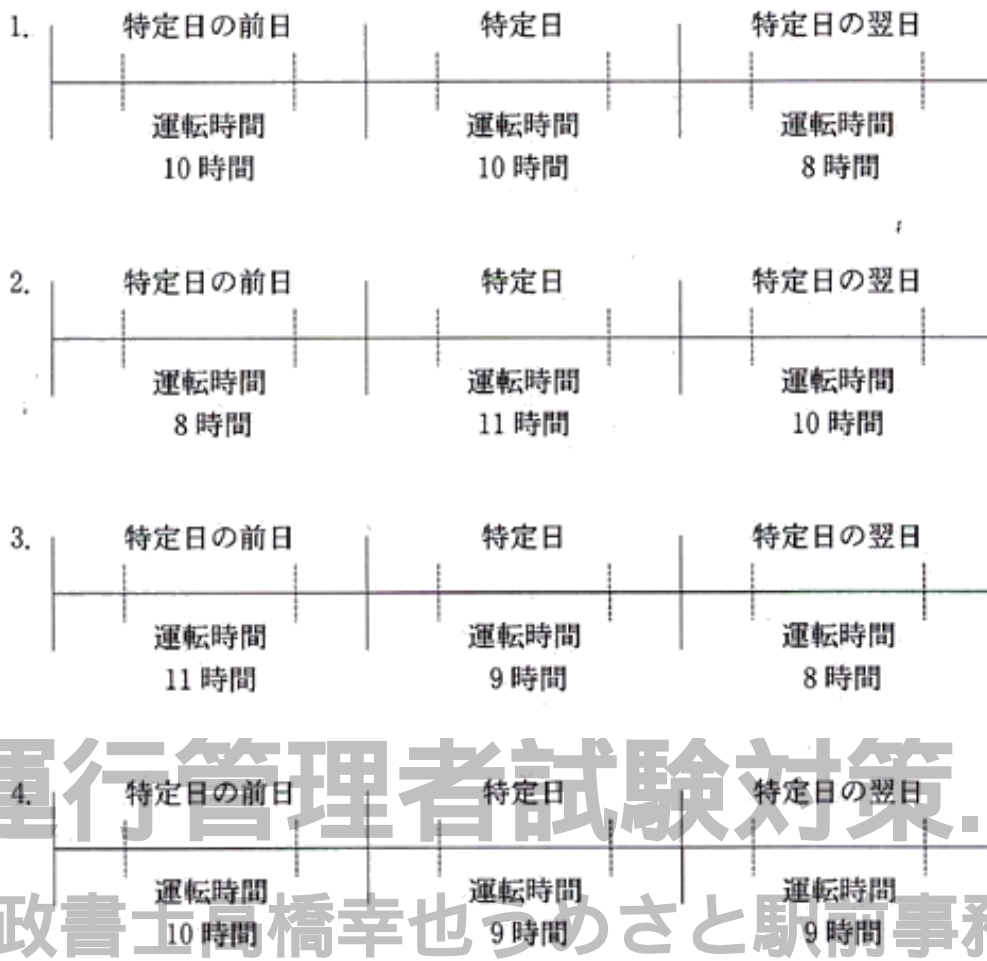 1. 特定日の前日 特定日 特定日の翌日
運転時間 運転時間 運転時間
10時間 10時間 8時間
2. 特定日の前日 特定日 特定日の翌日
運転時間 運転時間 運転時間
8時間 11時間 10時間
3. 特定日の前日 特定日 特定日の翌日
運転時間 運転時間 運転時間
11時間 9時間 8時間
運行管理者試験対策.
4. 特定日の前日 特定日 特定日の翌日
運転時間 運転時間 運転時間
政書士高橋幸也うめさと駅前事務
10時間 9時間 9時間